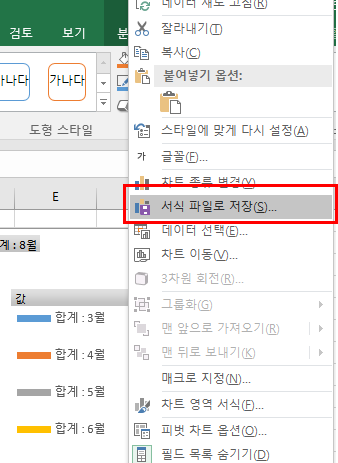 데이터 새로 고침(R)
검토 보기 분
잘라내기(T)
복사(C)
붙여넣기 옵션:
가나다 가나다
도형 스타일
스타일에 맞게 다시 설정(A)
가 글꼴(F)...
차트 종류 변경(Y)...
E
서식 파일로 저장(S)...
데이터 선택(E)...
합계 : 8월
차트 이동(V)...
3차원 회전(R)...
값
그룹화(G)
합계 : 3월
맨 앞으로 가져오기(R)
합계 : 4월
맨 뒤로 보내기(K)
매크로 지정(N)...
합계 : 5월
차트 영역 서식(F)...
합계 : 6월
피벗 차트 옵션(O)...
필드 목록 숨기기(D)